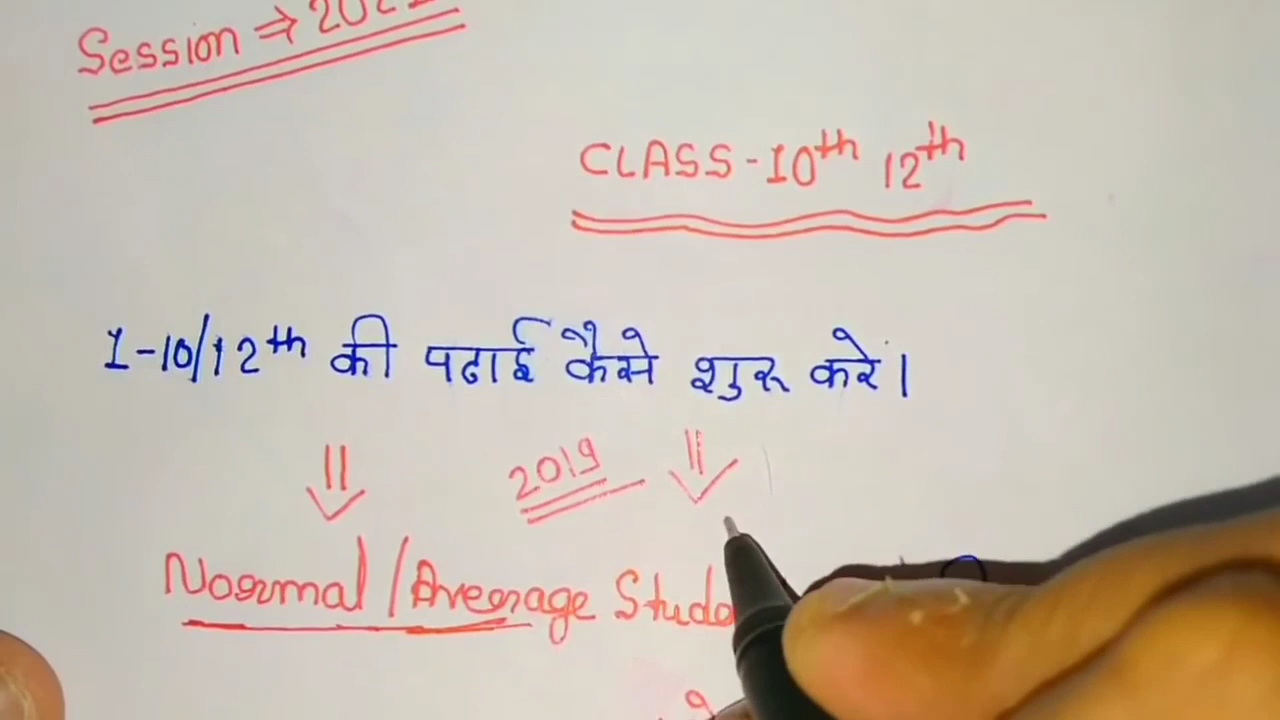 Session ⇒
CLASS-10th 12th
1-10/12th की पढाई कैसे शुरू करे।
2019
Normal/Average